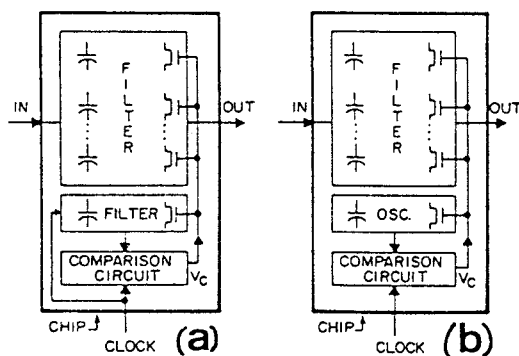 F
I
L
T
E
R
IN
OUT
FILTER
COMPARISON
CIRCUIT
VC
CHIP
CLOCK
(a)
F
I
L
T
E
R
IN
OUT
OSC.
COMPARISON
CIRCUIT
VC
CHIP
CLOCK
(b)